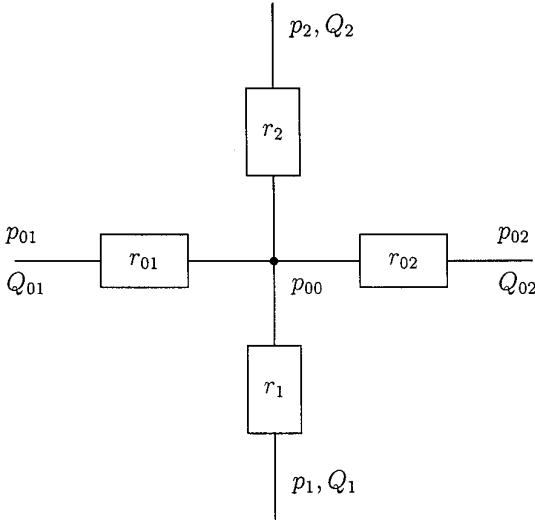 p₂, Q₂
r₂
p₀₁
p₀₂
r₀₁
r₀₂
Q₀₁
p₀₀
Q₀₂
r₁
p₁, Q₁